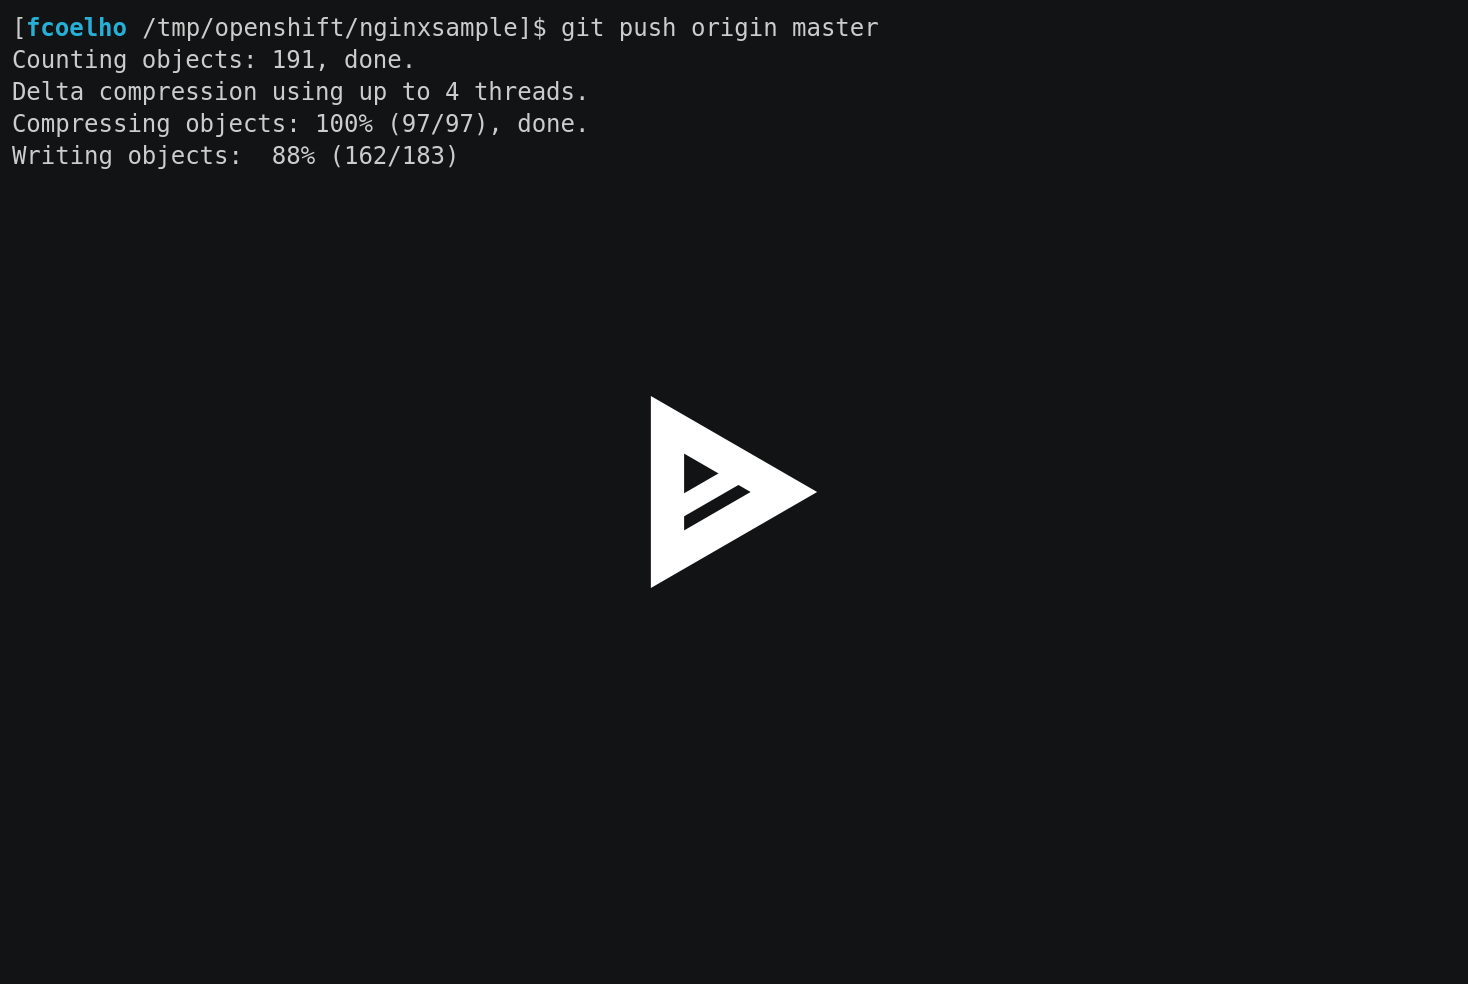 [fcoelho /tmp/openshift/nginxsample]$ git push origin master
Counting objects: 191, done.
Delta compression using up to 4 threads.
Compressing objects: 100% (97/97), done.
Writing objects:  88% (162/183)